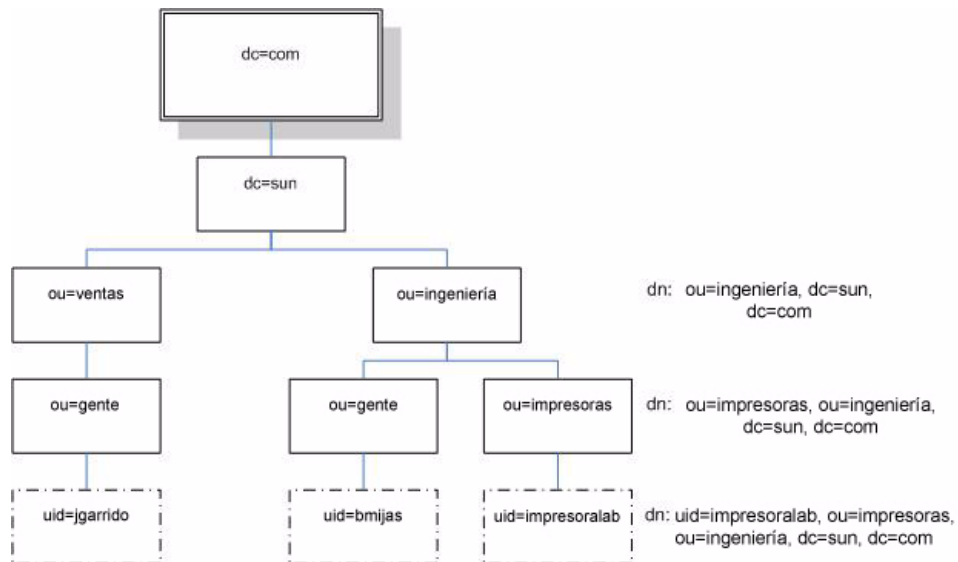 dc=com
dc=sun
ou=ventas
ou=ingeniería
dn: ou=ingeniería, dc=sun,
dc=com
ou=gente
ou=gente
ou=impresoras
dn: ou=impresoras, ou=ingeniería,
dc=sun, dc=com
uid=jgarrido
uid=bmijas
uid=impresoralab
dn: uid=impresoralab, ou=impresoras,
ou=ingeniería, dc=sun, dc=com